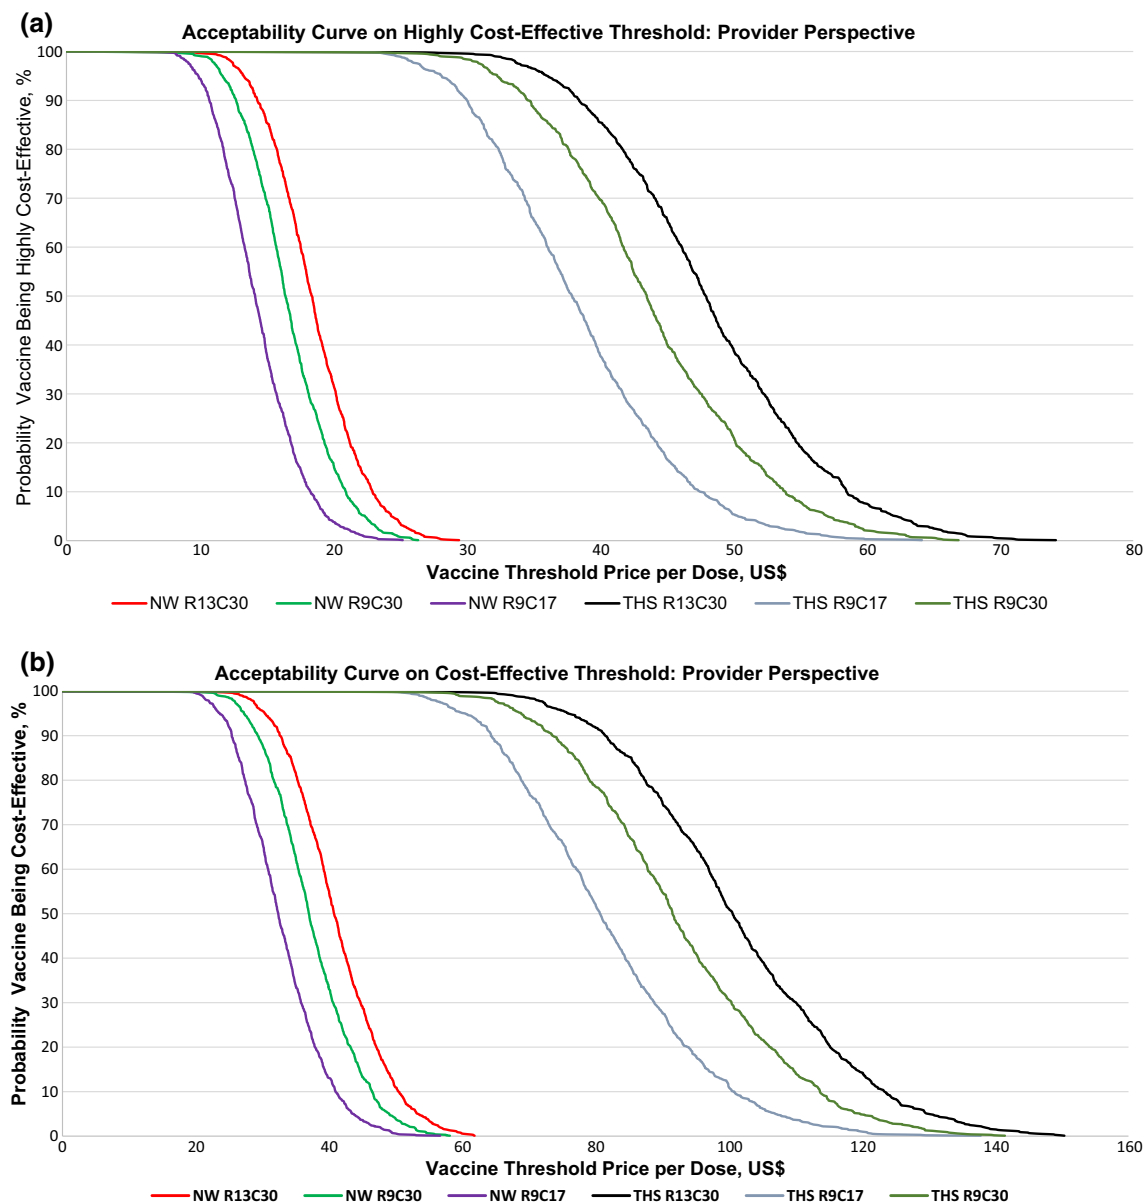 (a)
Acceptability Curve on Highly Cost-Effective Threshold: Provider Perspective
Probability Vaccine Being Highly Cost-Effective, %
100
90
80
70
60
50
40
30
20
10
0
0 10 20 30 40 50 60 70 80
Vaccine Threshold Price per Dose, US$
NW R13C30 NW R9C30 NW R9C17 THS R13C30 THS R9C17 THS R9C30
(b)
Acceptability Curve on Cost-Effective Threshold: Provider Perspective
Probability Vaccine Being Cost-Effective, %
100
90
80
70
60
50
40
30
20
10
0
0 20 40 60 80 100 120 140 160
Vaccine Threshold Price per Dose, US$
NW R13C30 NW R9C30 NW R9C17 THS R13C30 THS R9C17 THS R9C30